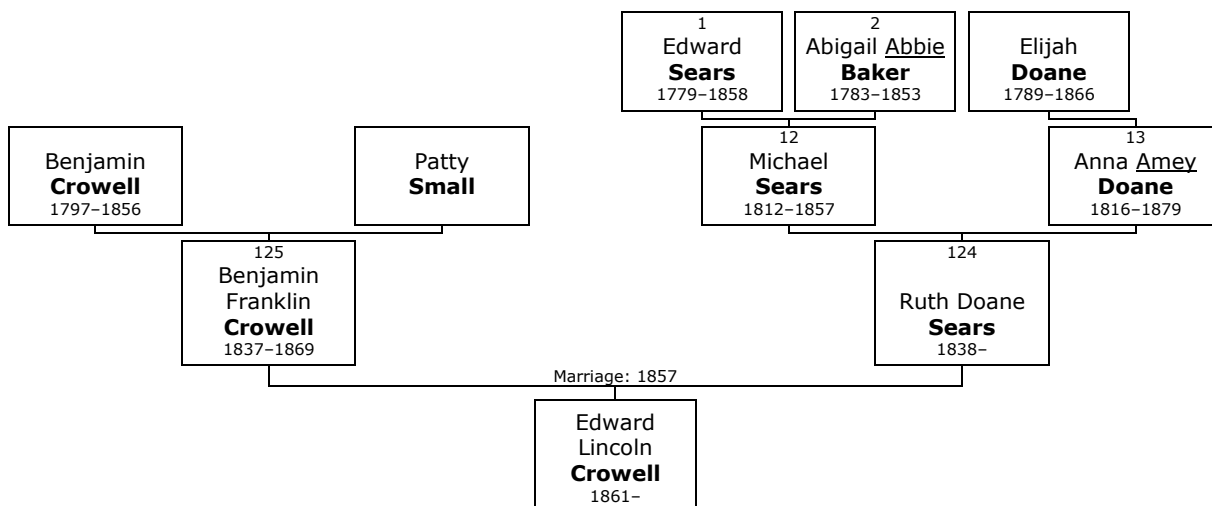 1
Edward
Sears
1779–1858
2
Abigail Abbie
Baker
1783–1853
Elijah
Doane
1789–1866
Benjamin
Crowell
1797–1856
Patty
Small
12
Michael
Sears
1812–1857
13
Anna Amey
Doane
1816–1879
125
Benjamin
Franklin
Crowell
1837–1869
124
Ruth Doane
Sears
1838–
Marriage: 1857
Edward
Lincoln
Crowell
1861–